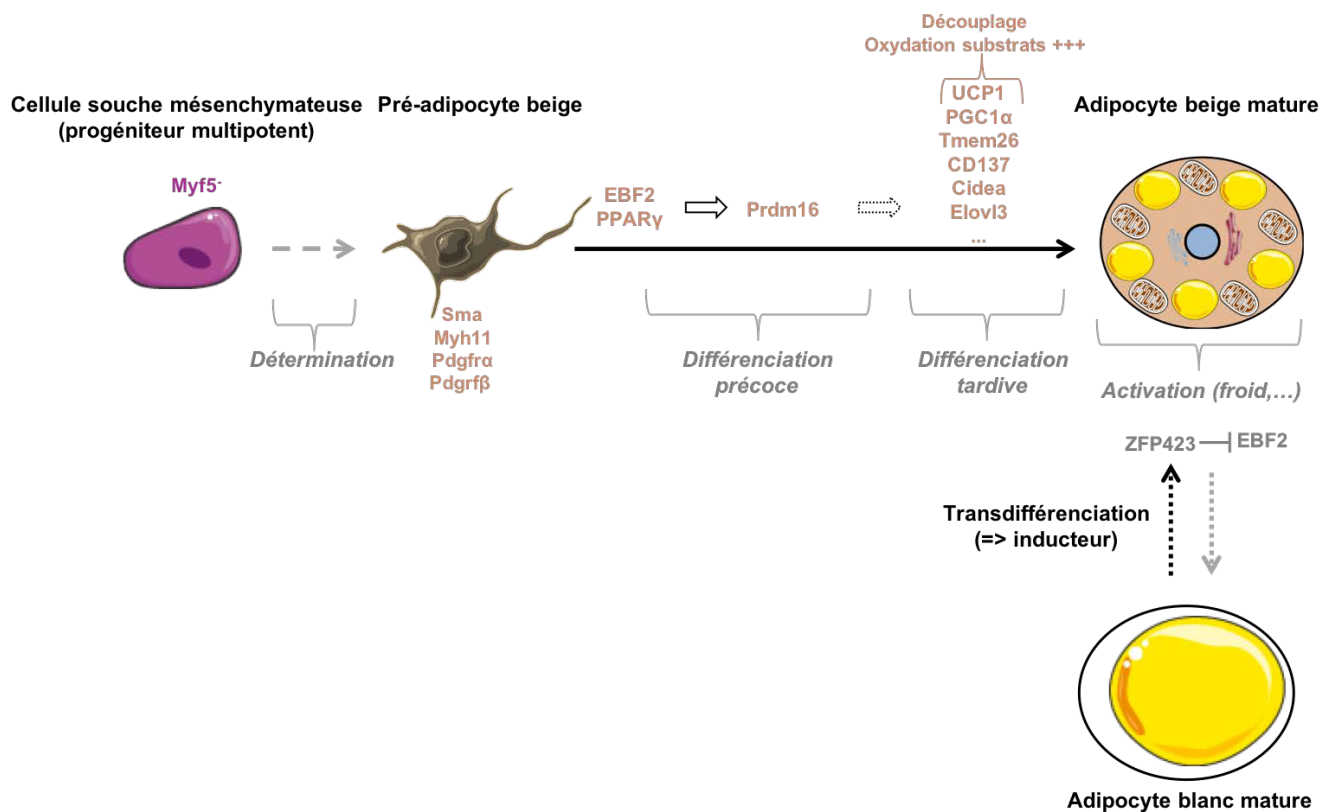 Découplage
Oxydation substrats +++
Cellule souche mésenchymateuse
(progéniteur multipotent)
Pré-adipocyte beige
UCP1
PGC1α
Tmem26
CD137
Cidea
Elovl3
...
Adipocyte beige mature
Myf5-
EBF2
PPARγ
Prdm16
Sma
Myh11
Pdgfrα
Pdgrfβ
Détermination
Différenciation
précoce
Différenciation
tardive
Activation (froid,…)
ZFP423
EBF2
Transdifférenciation
(=> inducteur)
Adipocyte blanc mature